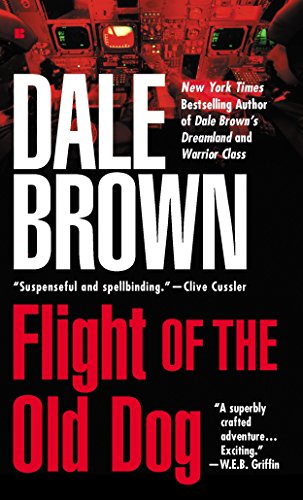 DALE
BROWN
New York Times
Bestselling Author
of Dale Brown's
Dreamland and
Warrior Class
"Suspenseful and spellbinding."—Clive Cussler
Flight OF THE
Old Dog
"A superbly
crafted
adventure...
Exciting."
—W.E.B. Griffin